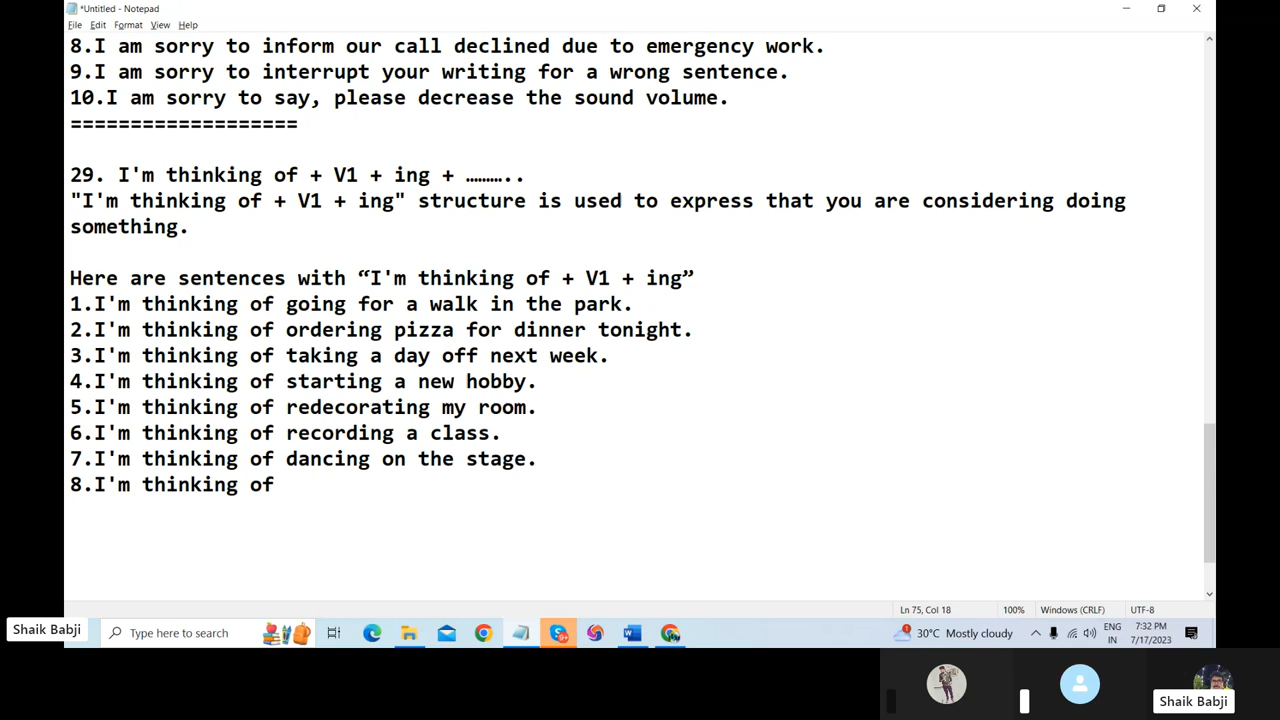 *Untitled - Notepad
File Edit Format View Help
8.I am sorry to inform our call declined due to emergency work.
9.I am sorry to interrupt your writing for a wrong sentence.
10.I am sorry to say, please decrease the sound volume.
===================
29. I'm thinking of + V1 + ing + ………..
"I'm thinking of + V1 + ing" structure is used to express that you are considering doing
something.
Here are sentences with “I'm thinking of + V1 + ing”
1.I'm thinking of going for a walk in the park.
2.I'm thinking of ordering pizza for dinner tonight.
3.I'm thinking of taking a day off next week.
4.I'm thinking of starting a new hobby.
5.I'm thinking of redecorating my room.
6.I'm thinking of recording a class.
7.I'm thinking of dancing on the stage.
8.I'm thinking of
Ln 75, Col 18 100% Windows (CRLF) UTF-8
Shaik Babji
Type here to search
30°C Mostly cloudy
ENG
IN
7:32 PM
7/17/2023
Shaik Babji